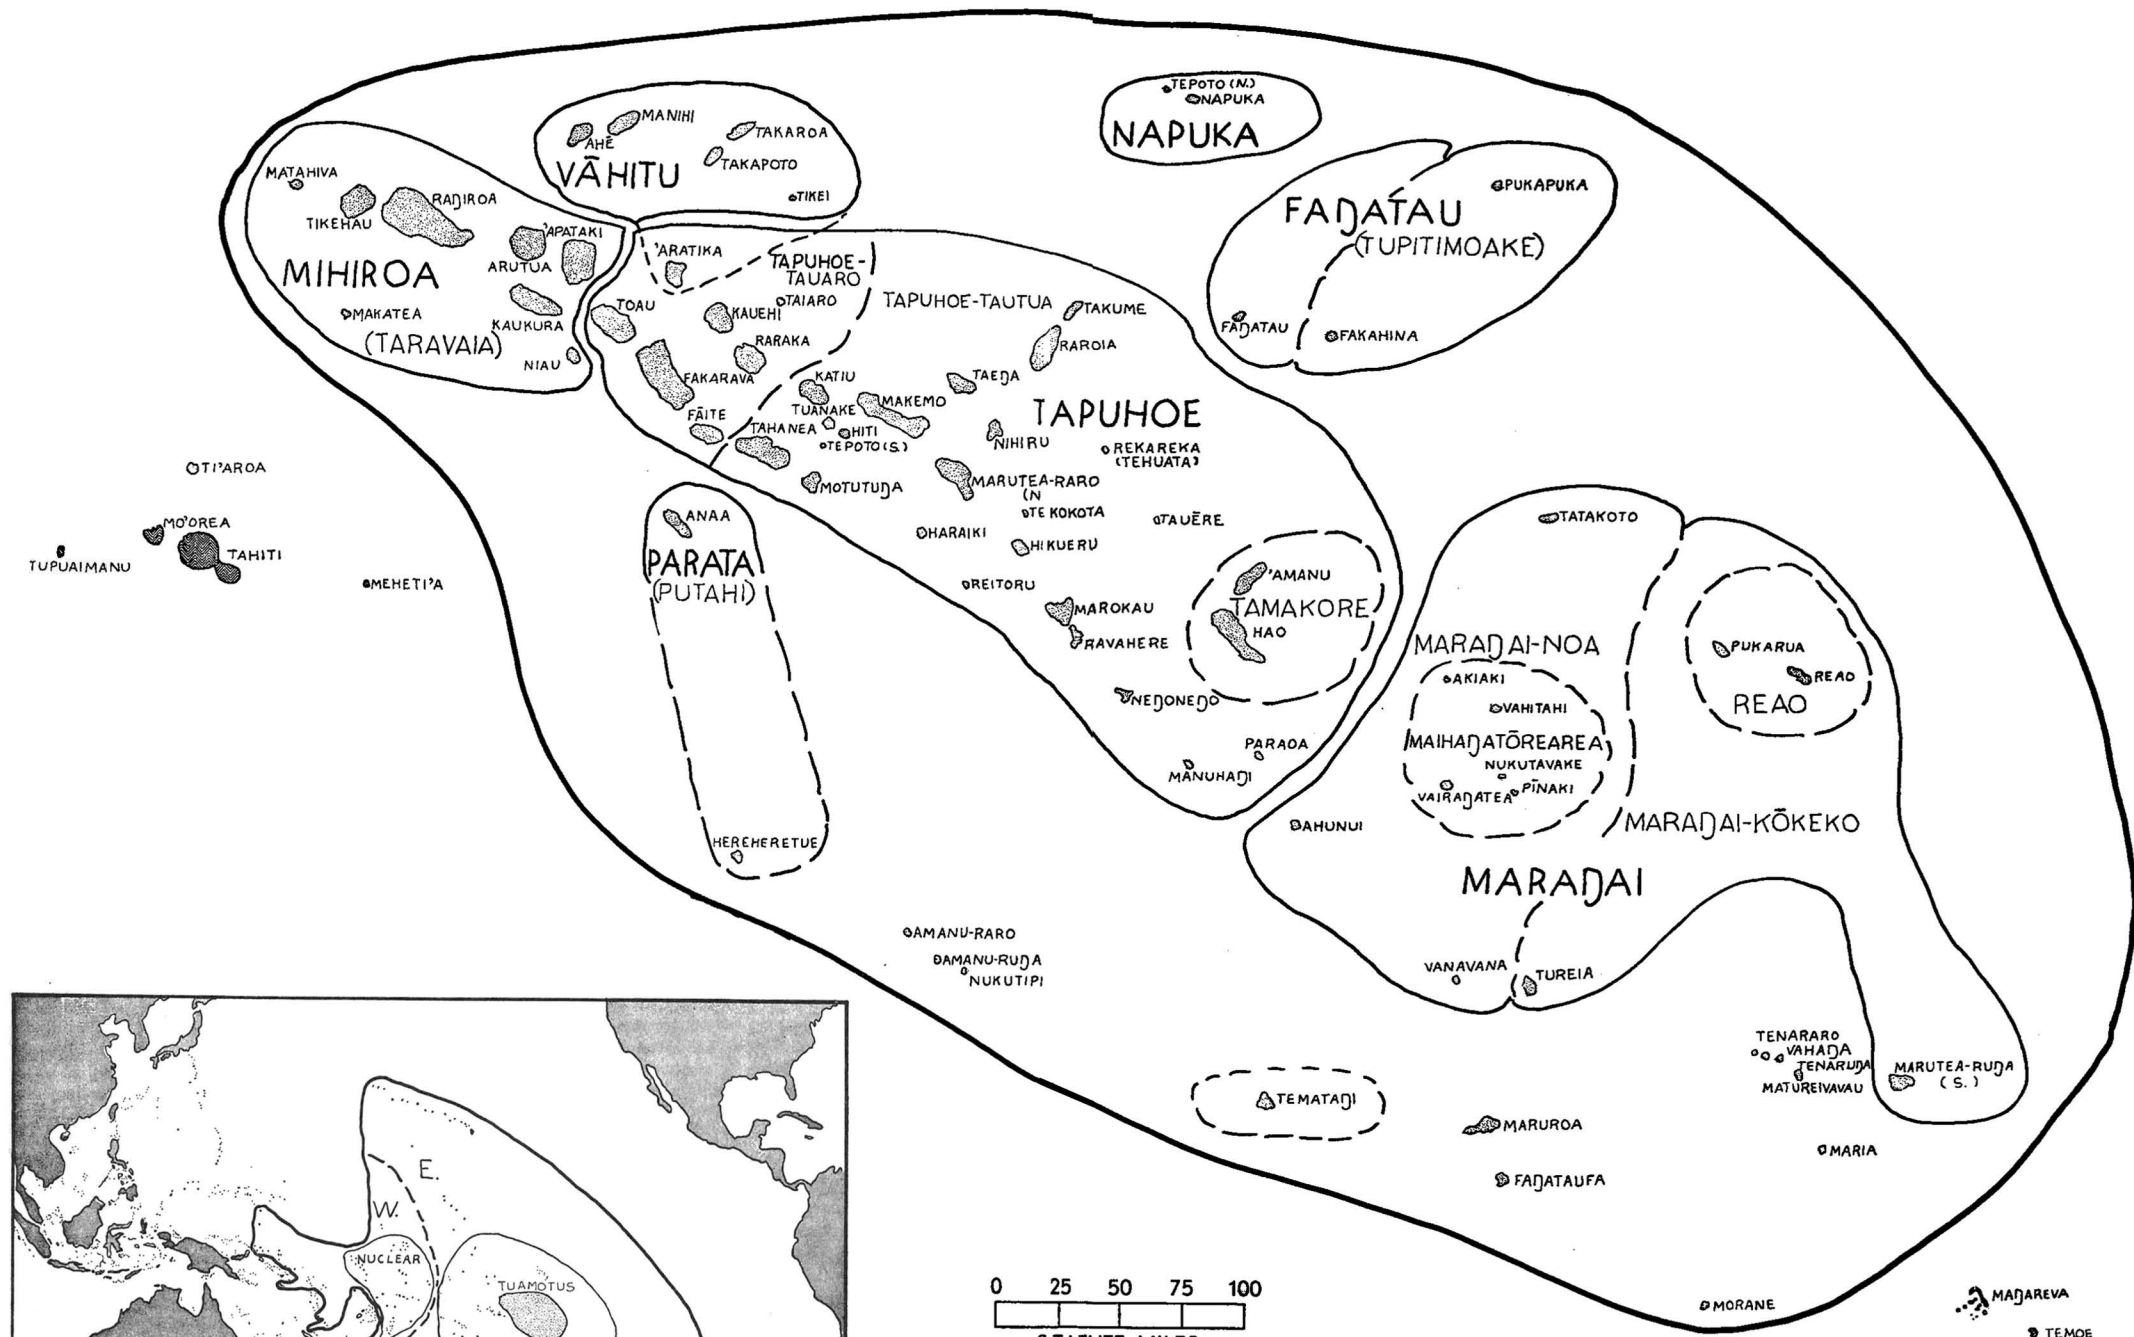 TEPOTO (N.)
NAPUKA
NAPUKA
MANIHI
AHĒ
TAKAROA
TAKAPOTO
VĀHITU
TIKEI
MATAHIVA
TIKEHAU
RAŊIROA
'APATAKI
ARUTUA
MIHIROA
MAKATEA
KAUKURA
(TARAVAIA)
NIAU
PUKAPUKA
FAŊATAU
(TUPITIMOAKE)
FAŊATAU
FAKAHINA
'ARATIKA
TAPUHOE-
TAUARO
TAIARO
TOAU
KAUEHI
RARAKA
FAKARAVA
FĀITE
TAPUHOE-TAUTUA
TAKUME
RAROIA
KATIU
TAEŊA
MAKEMO
TUANAKE
HITI
TAHANEA
TEPOTO (S.)
TAPUHOE
NIHIRU
REKAREKA
(TEHUATA)
MOTUTUŊA
MARUTEA-RARO
(N
TE KOKOTA
TAUĒRE
HARAIKI
HIKUERU
REITORU
MAROKAU
RAVAHERE
'AMANU
TAMAKORE
HAO
NEŊONEŊO
PARAOA
MANUHAŊI
TI'AROA
MO'OREA
TAHITI
TUPUAIMANU
MEHETI'A
ANAA
PARATA
(PUTAHI)
HEREHERETUE
TATAKOTO
MARAŊAI-NOA
AKIAKI
VAHITAHI
MAIHAŊATŌREAREA
NUKUTAVAKE
VAIRAŊATEA
PĪNAKI
PUKARUA
REAO
REAO
AHUNUI
MARAŊAI-KŌKEKO
MARAŊAI
VANAVANA
TUREIA
AMANU-RARO
AMANU-RUŊA
NUKUTIPI
TENARARO
VAHAŊA
TENARUŊA
MATUREIVAVAU
MARUTEA-RUŊA
(S.)
TEMATAŊI
MARUROA
FAŊATAUFA
MARIA
MORANE
MAŊAREVA
TEMOE
E.
W.
NUCLEAR
TUAMOTUS
0 25 50 75 100
STATUTE MILES